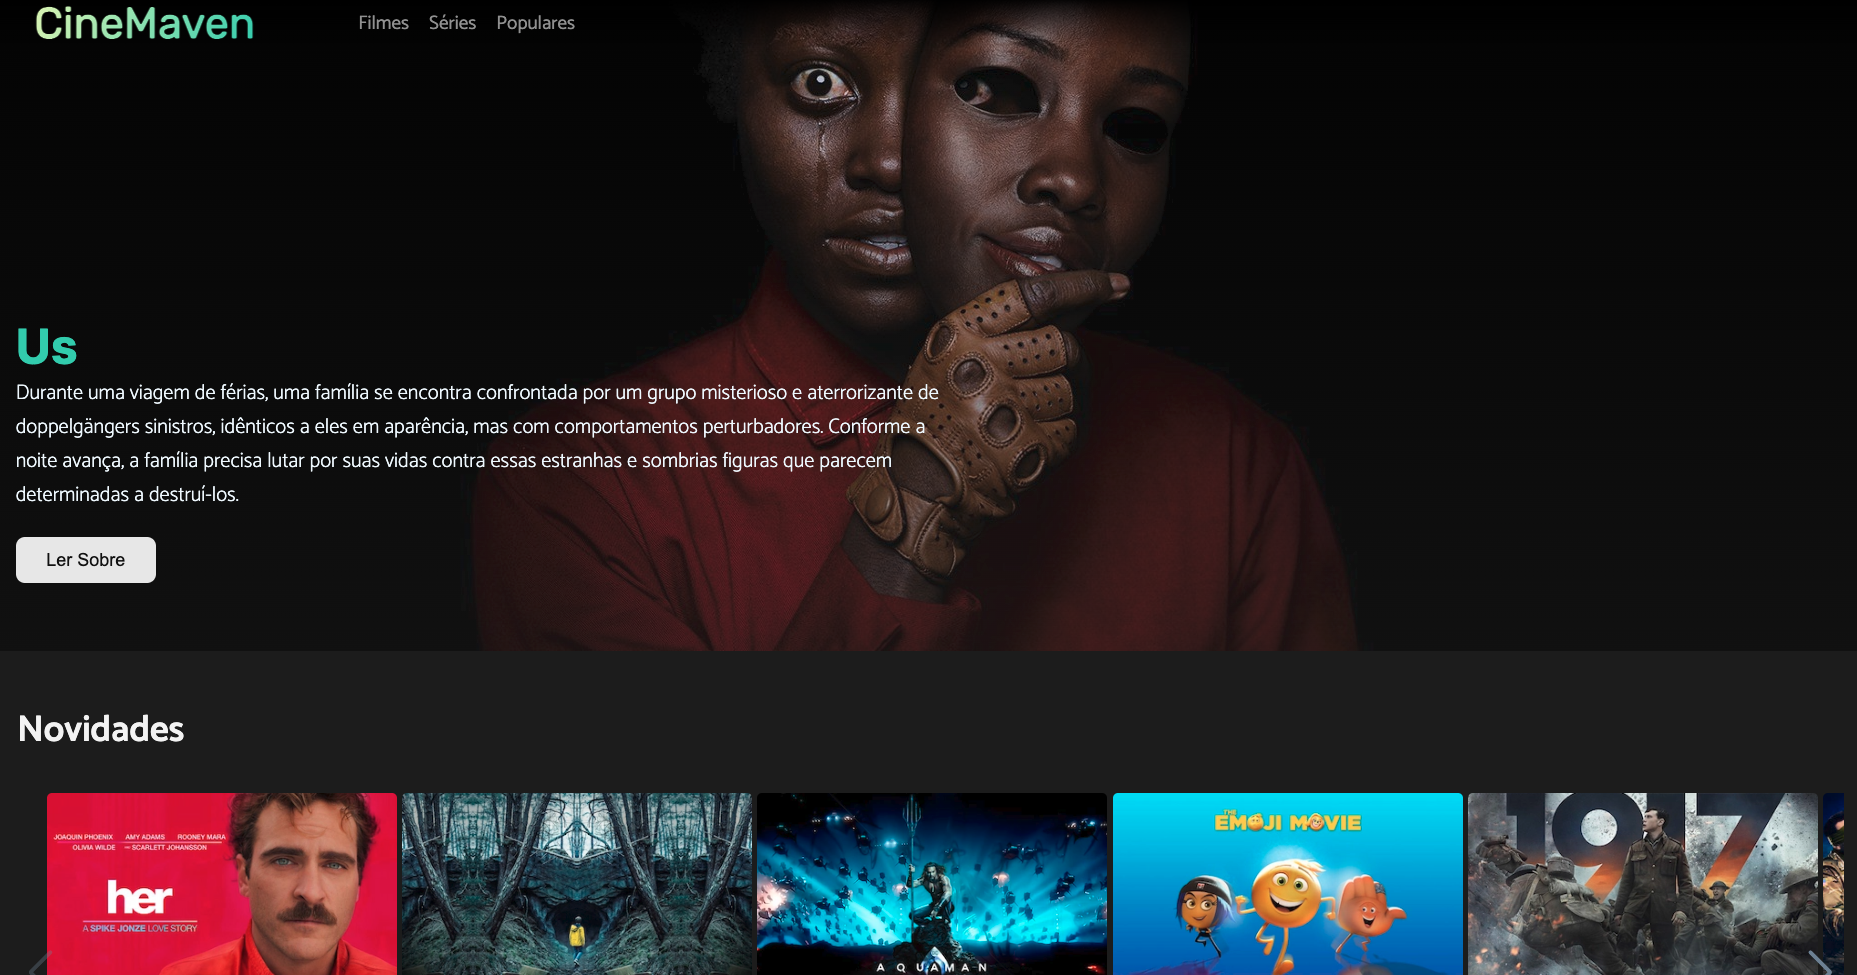 CineMaven
Filmes Séries Populares
Us
Durante uma viagem de férias, uma família se encontra confrontada por um grupo misterioso e aterrorizante de
doppelgängers sinistros, idênticos a eles em aparência, mas com comportamentos perturbadores. Conforme a
noite avança, a família precisa lutar por suas vidas contra essas estranhas e sombrias figuras que parecem
determinadas a destruí-los.
Ler Sobre
Novidades
JOAQUIN PHOENIX AMY ADAMS ROONEY MARA
OLIVIA WILDE AND SCARLETT JOHANSSON
her
A SPIKE JONZE LOVE STORY
AQUAMAN
THE
EMOJI MOVIE
1917